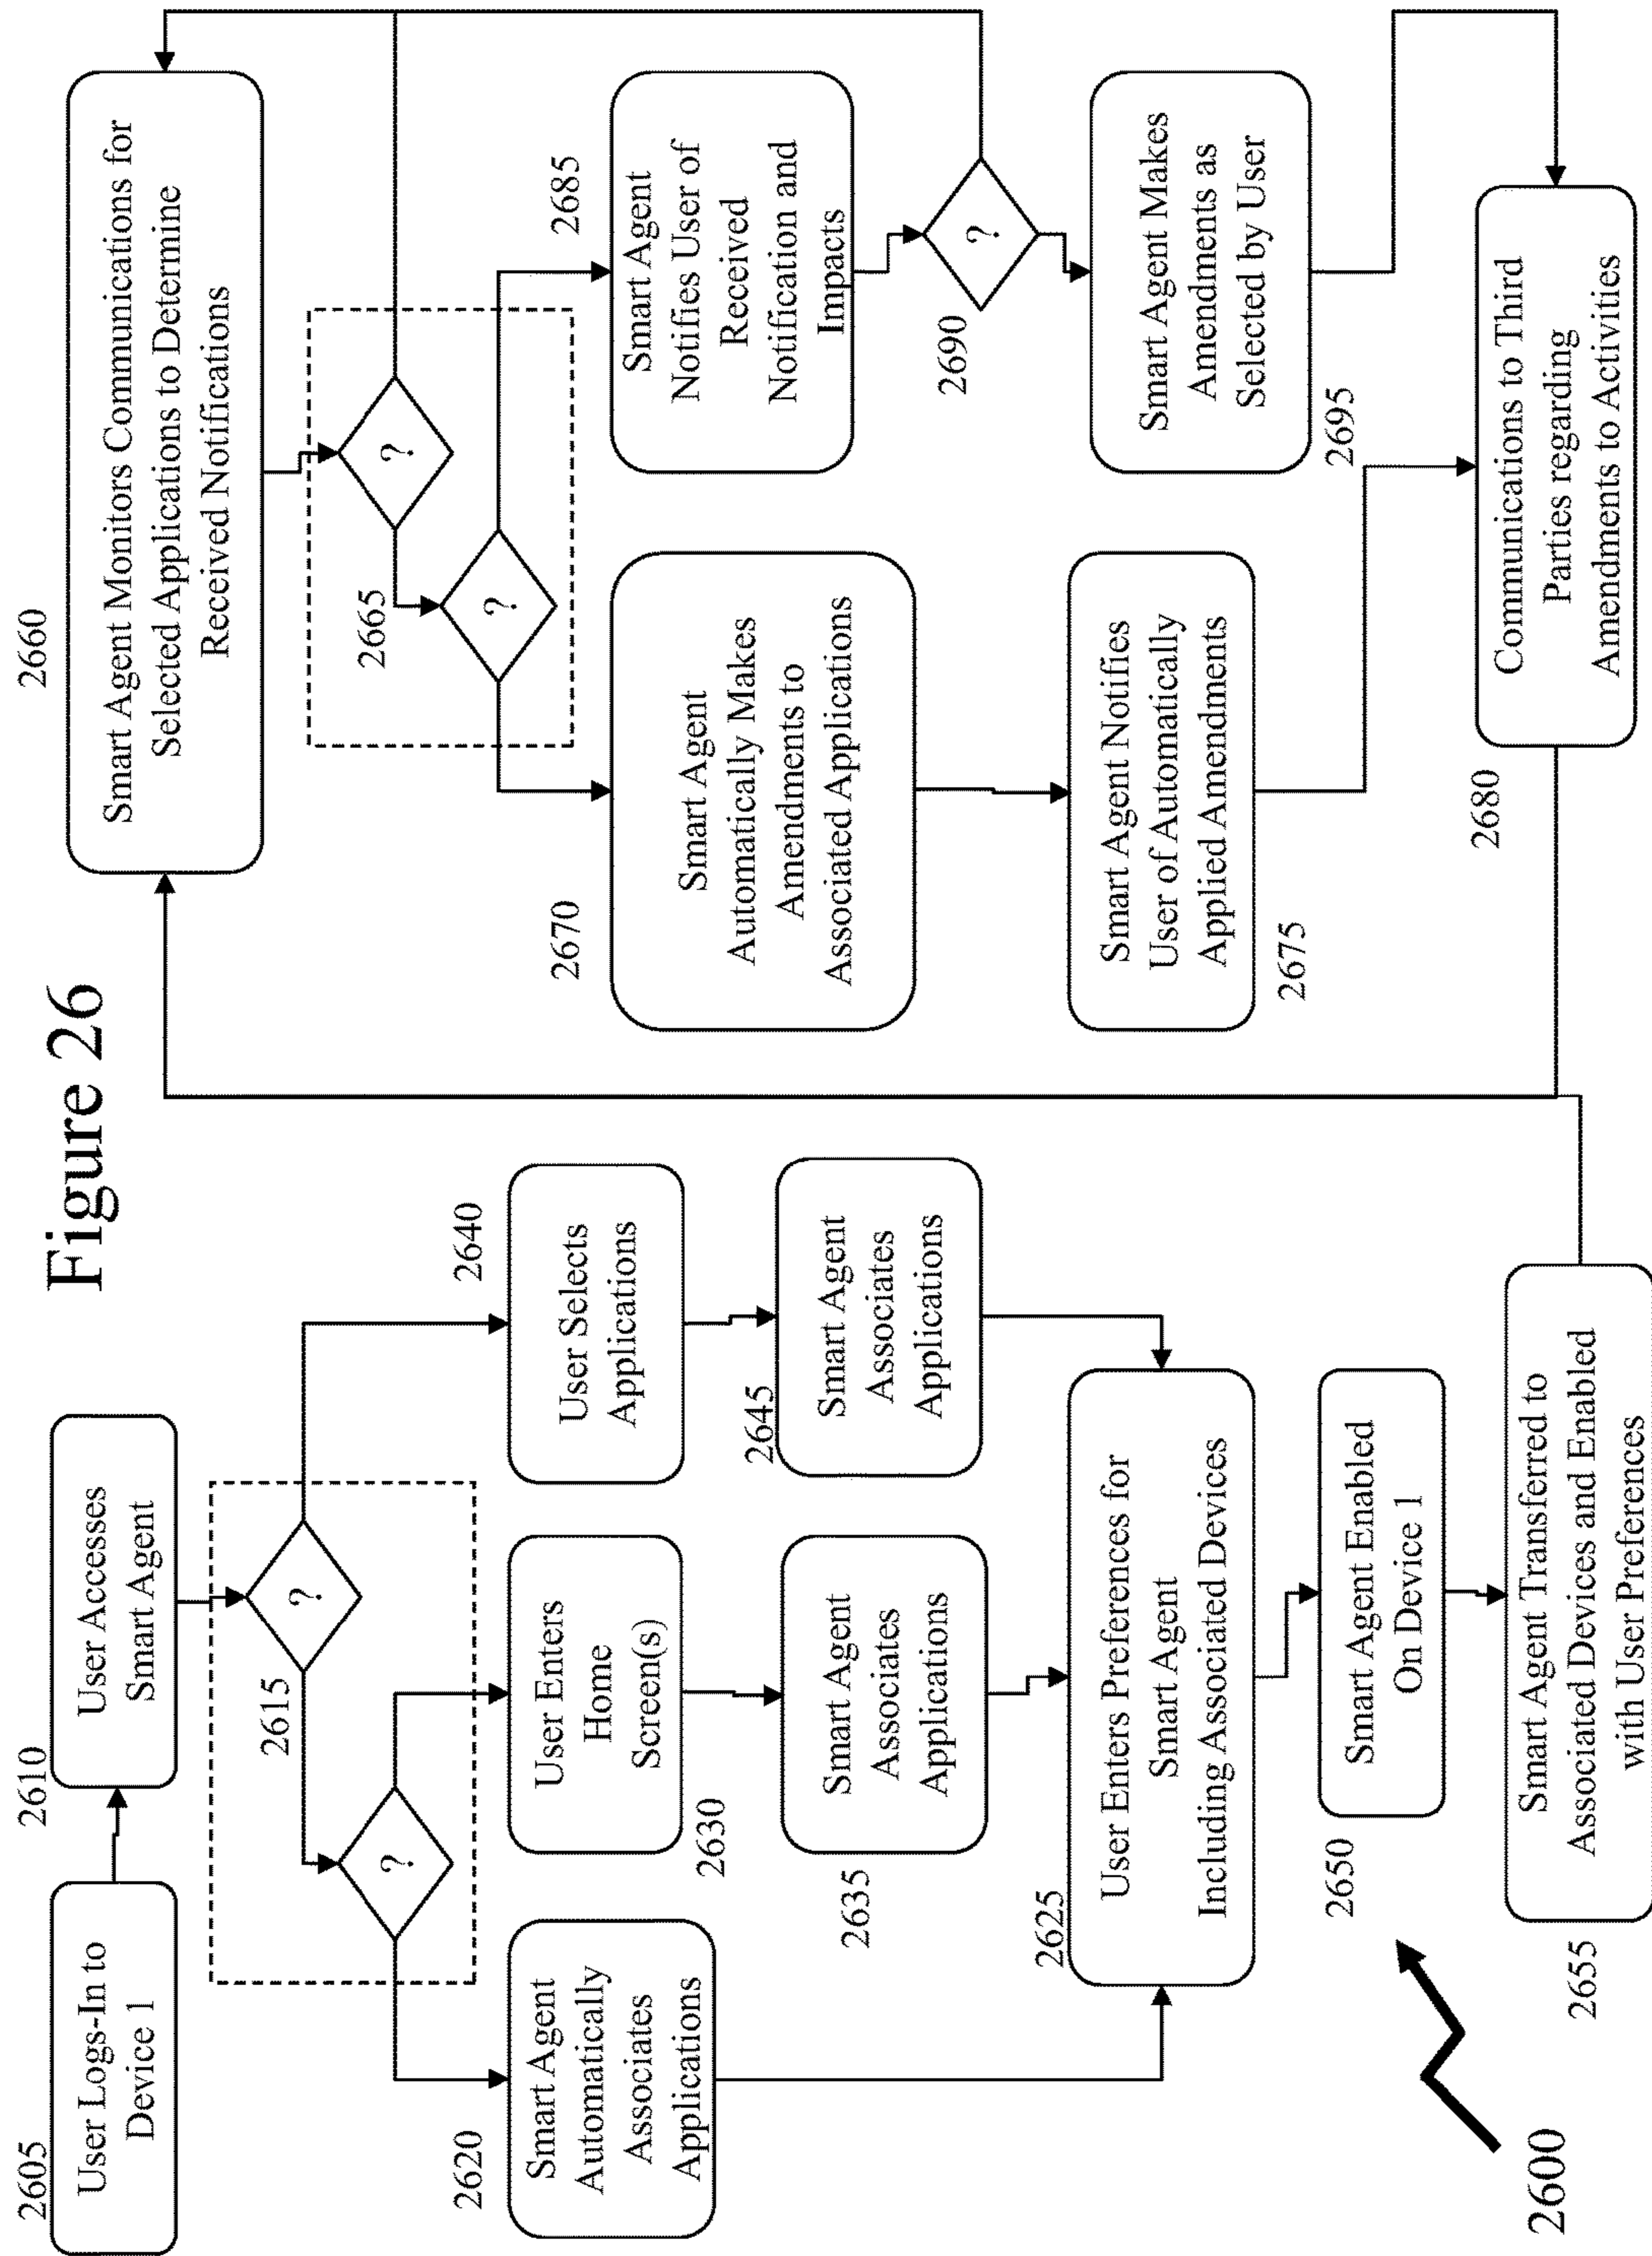 Figure 26
2605
User Logs-In to
Device 1
2610
User Accesses
Smart Agent
2615
?
?
2620
Smart Agent
Automatically
Associates
Applications
2630
User Enters
Home
Screen(s)
2640
User Selects
Applications
2635
Smart Agent
Associates
Applications
2645
Smart Agent
Associates
Applications
2625
User Enters Preferences for
Smart Agent
Including Associated Devices
2650
Smart Agent Enabled
On Device 1
2655
Smart Agent Transferred to
Associated Devices and Enabled
with User Preferences
2600
2660
Smart Agent Monitors Communications for
Selected Applications to Determine
Received Notifications
2665
?
?
2670
Smart Agent
Automatically Makes
Amendments to
Associated Applications
2685
Smart Agent
Notifies User of
Received
Notification and
Impacts
2690
?
2675
Smart Agent Notifies
User of Automatically
Applied Amendments
2695
Smart Agent Makes
Amendments as
Selected by User
2680
Communications to Third
Parties regarding
Amendments to Activities